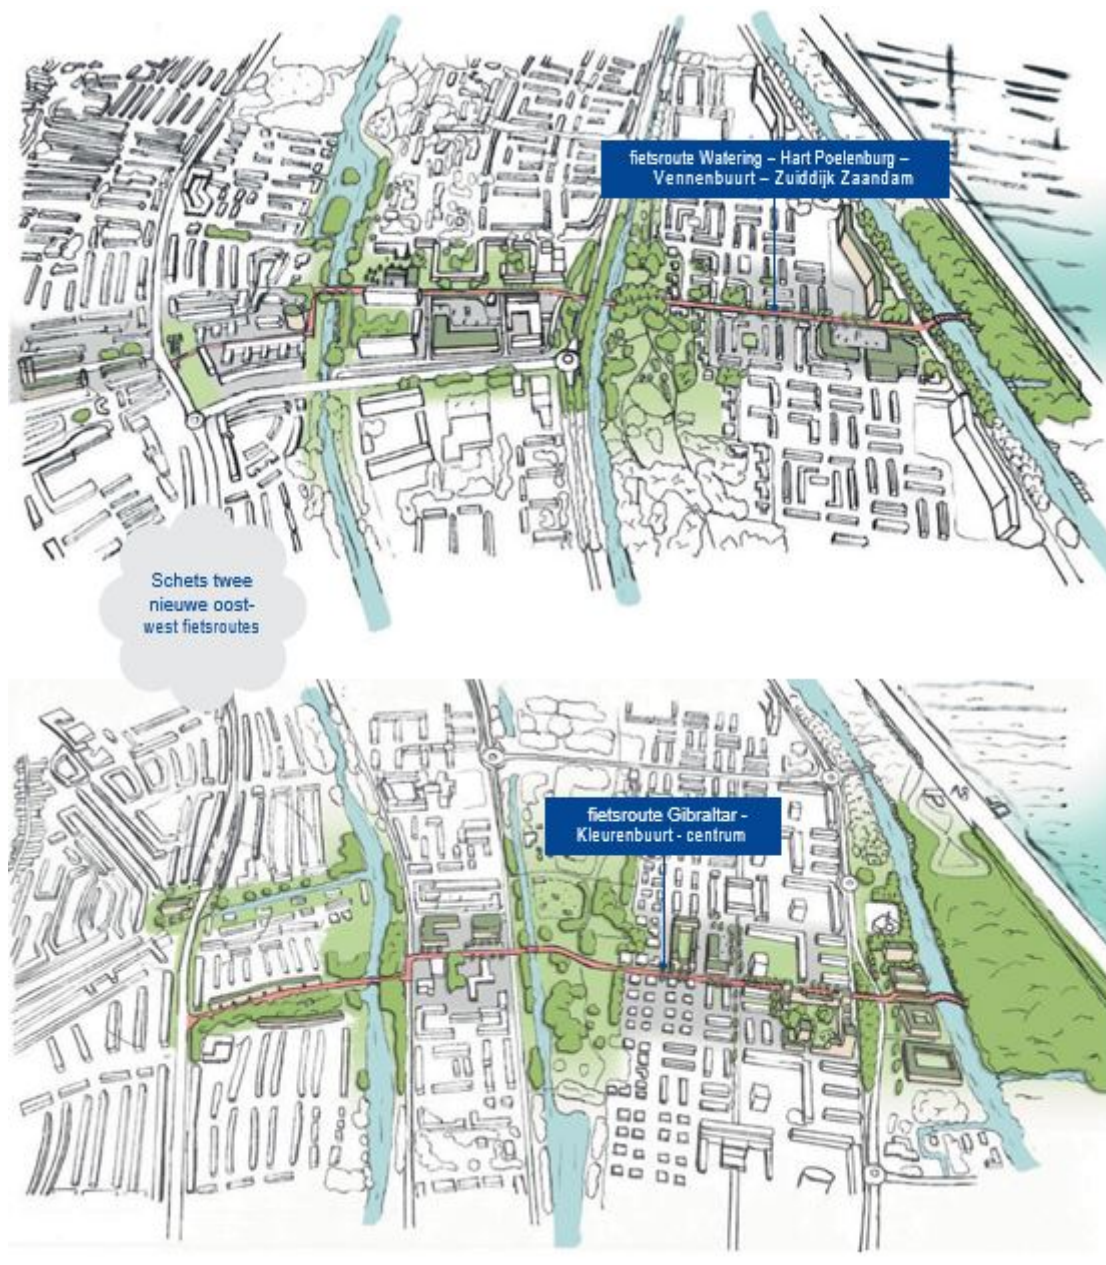 fietsroute Watering – Hart Poelenburg –
Vennenbuurt – Zuiddijk Zaandam
Schets twee
nieuwe oost-
west fietsroutes
fietsroute Gibraltar -
Kleurenbuurt - centrum